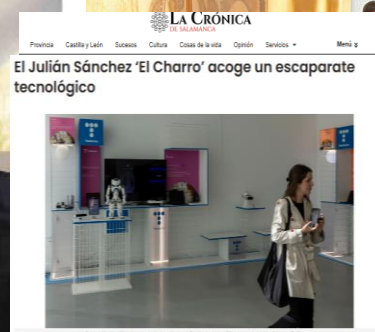 LA CRÓNICA
DE SALAMANCA
Provincia Castilla y León Sucesos Cultura Cosas de la vida Opinión Servicios Menú
El Julián Sánchez 'El Charro' acoge un escaparate
tecnológico